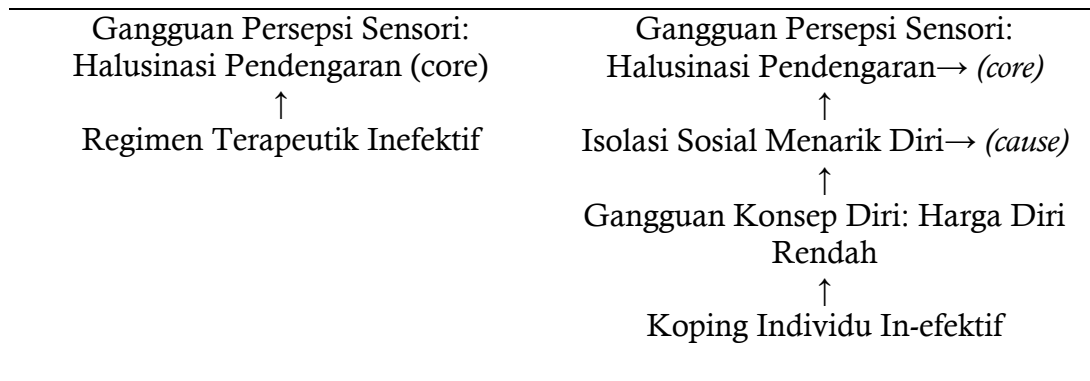 Gangguan Persepsi Sensori:
Halusinasi Pendengaran (core)
↑
Regimen Terapeutik Inefektif
Gangguan Persepsi Sensori:
Halusinasi Pendengaran→ (core)
↑
Isolasi Sosial Menarik Diri→ (cause)
↑
Gangguan Konsep Diri: Harga Diri
Rendah
↑
Koping Individu In-efektif